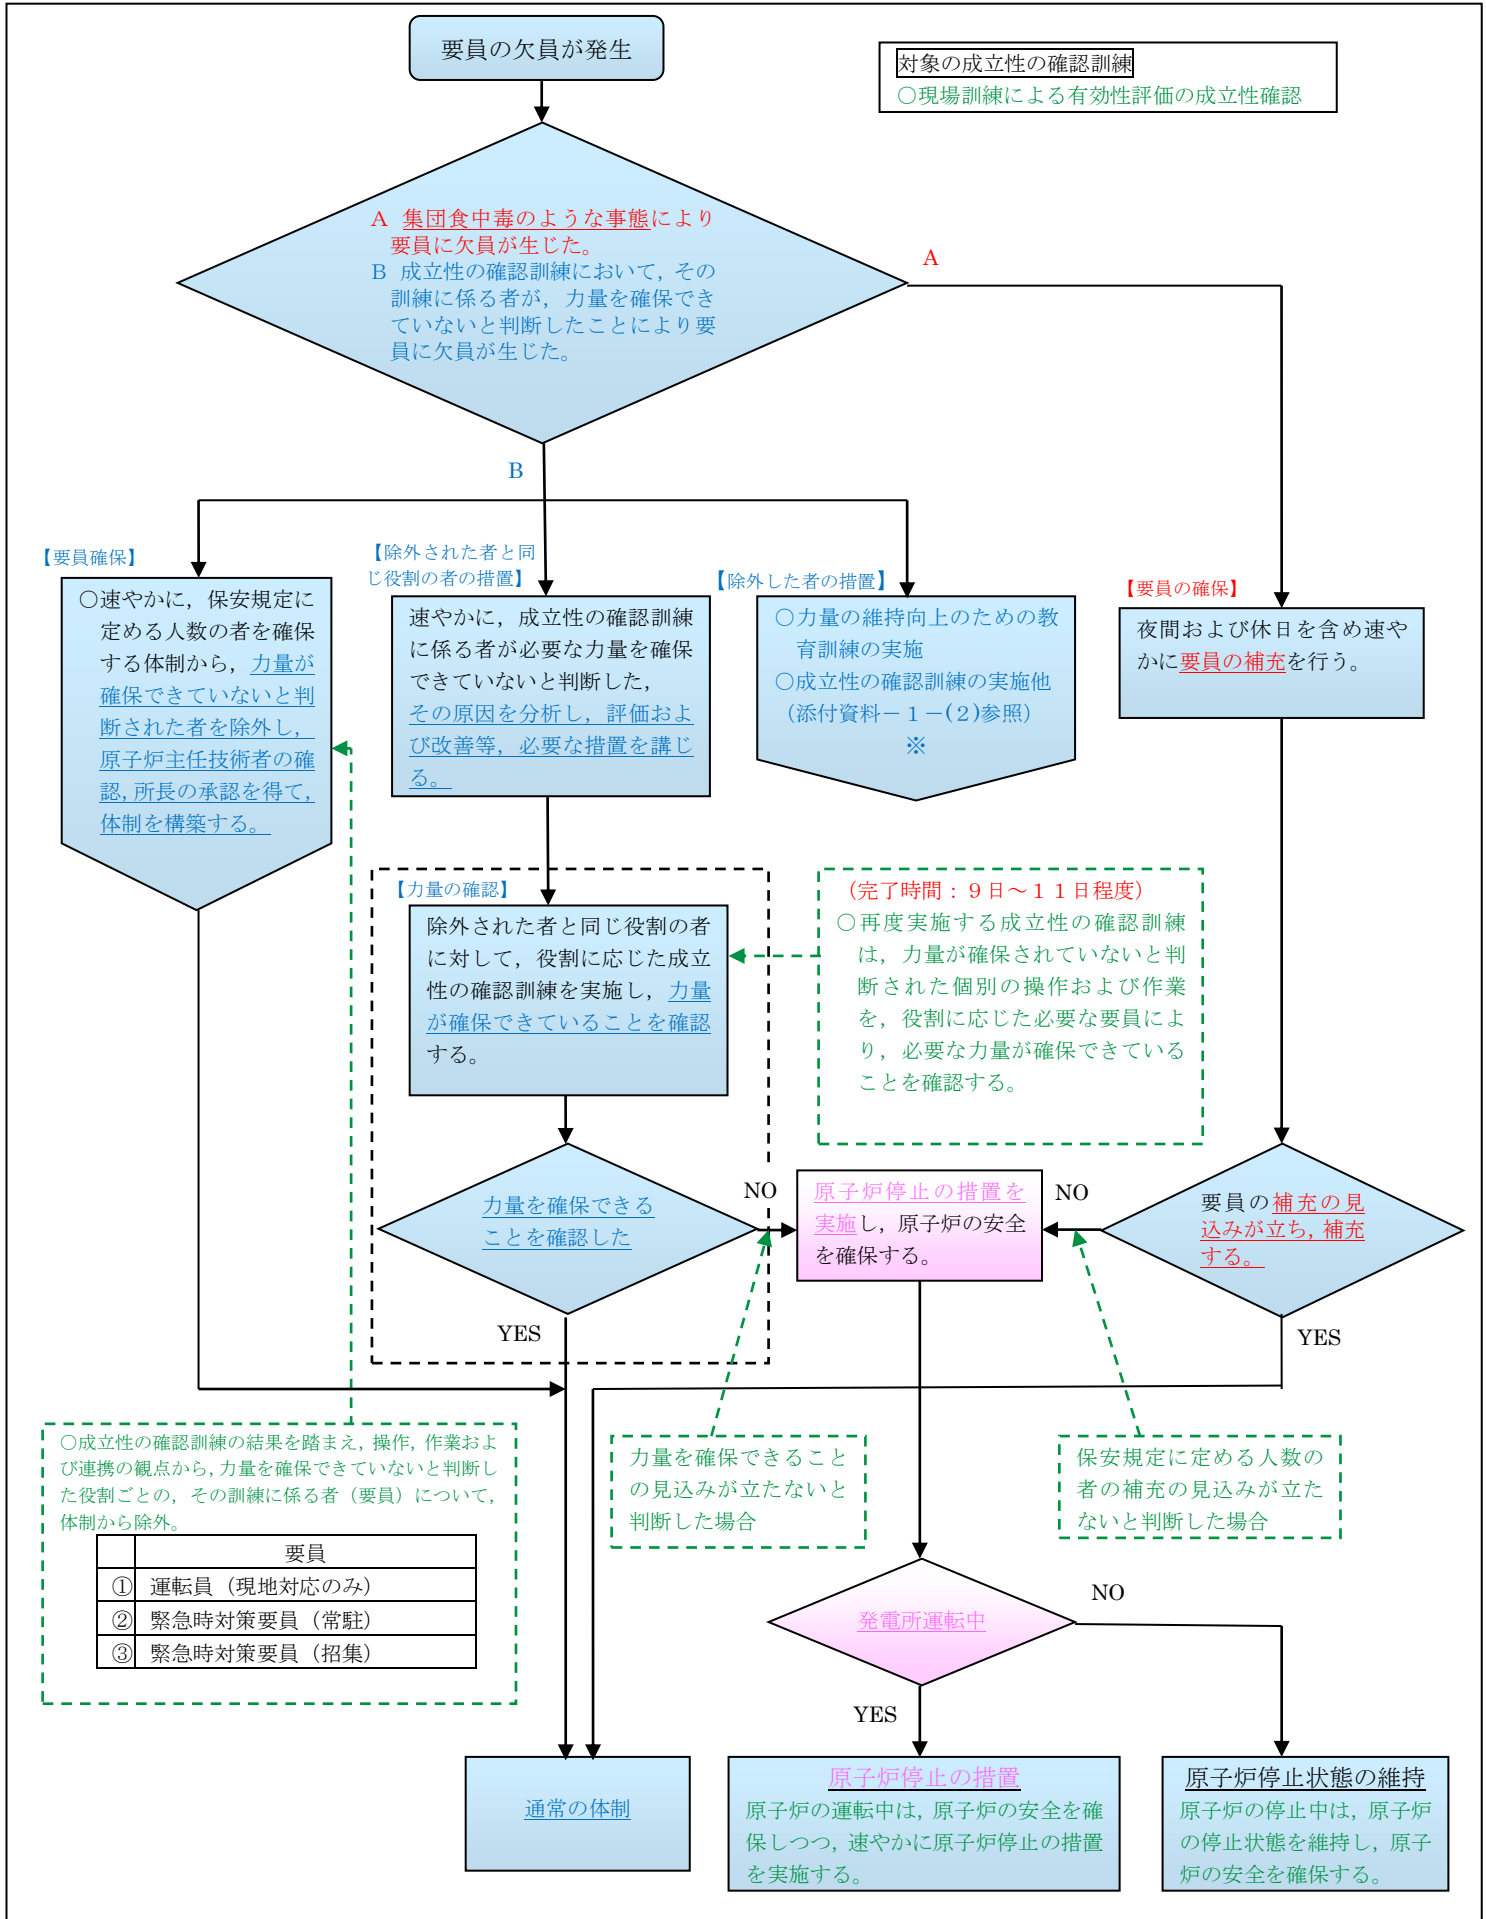 要員の欠員が発生
対象の成立性の確認訓練
○現場訓練による有効性評価の成立性確認
A 集団食中毒のような事態により
要員に欠員が生じた。
B 成立性の確認訓練において，その
訓練に係る者が，力量を確保でき
ていないと判断したことにより要
員に欠員が生じた。
A
B
【要員確保】
○速やかに，保安規定に
定める人数の者を確保
する体制から，力量が
確保できていないと判
断された者を除外し，
原子炉主任技術者の確
認，所長の承認を得て，
体制を構築する。
【除外された者と同
じ役割の者の措置】
速やかに，成立性の確認訓練
に係る者が必要な力量を確保
できていないと判断した，
その原因を分析し，評価およ
び改善等，必要な措置を講じ
る。
【除外した者の措置】
○力量の維持向上のための教
育訓練の実施
○成立性の確認訓練の実施他
（添付資料－１－(2)参照）
※
【要員の確保】
夜間および休日を含め速や
かに要員の補充を行う。
【力量の確認】
除外された者と同じ役割の者
に対して，役割に応じた成立
性の確認訓練を実施し，力量
が確保できていることを確認
する。
（完了時間：９日～１１日程度）
○再度実施する成立性の確認訓練
は，力量が確保されていないと判
断された個別の操作および作業
を，役割に応じた必要な要員によ
り，必要な力量が確保できている
ことを確認する。
力量を確保できる
ことを確認した
NO
YES
原子炉停止の措置を
実施し，原子炉の安全
を確保する。
NO
要員の補充の見
込みが立ち，補充
する。
YES
○成立性の確認訓練の結果を踏まえ，操作，作業およ
び連携の観点から，力量を確保できていないと判断し
た役割ごとの，その訓練に係る者（要員）について，
体制から除外。
要員
① 運転員（現地対応のみ）
② 緊急時対策要員（常駐）
③ 緊急時対策要員（招集）
力量を確保できること
の見込みが立たないと
判断した場合
保安規定に定める人数の
者の補充の見込みが立た
ないと判断した場合
発電所運転中
NO
YES
通常の体制
原子炉停止の措置
原子炉の運転中は，原子炉の安全を確
保しつつ，速やかに原子炉停止の措置
を実施する。
原子炉停止状態の維持
原子炉の停止中は，原子炉
の停止状態を維持し，原子
炉の安全を確保する。